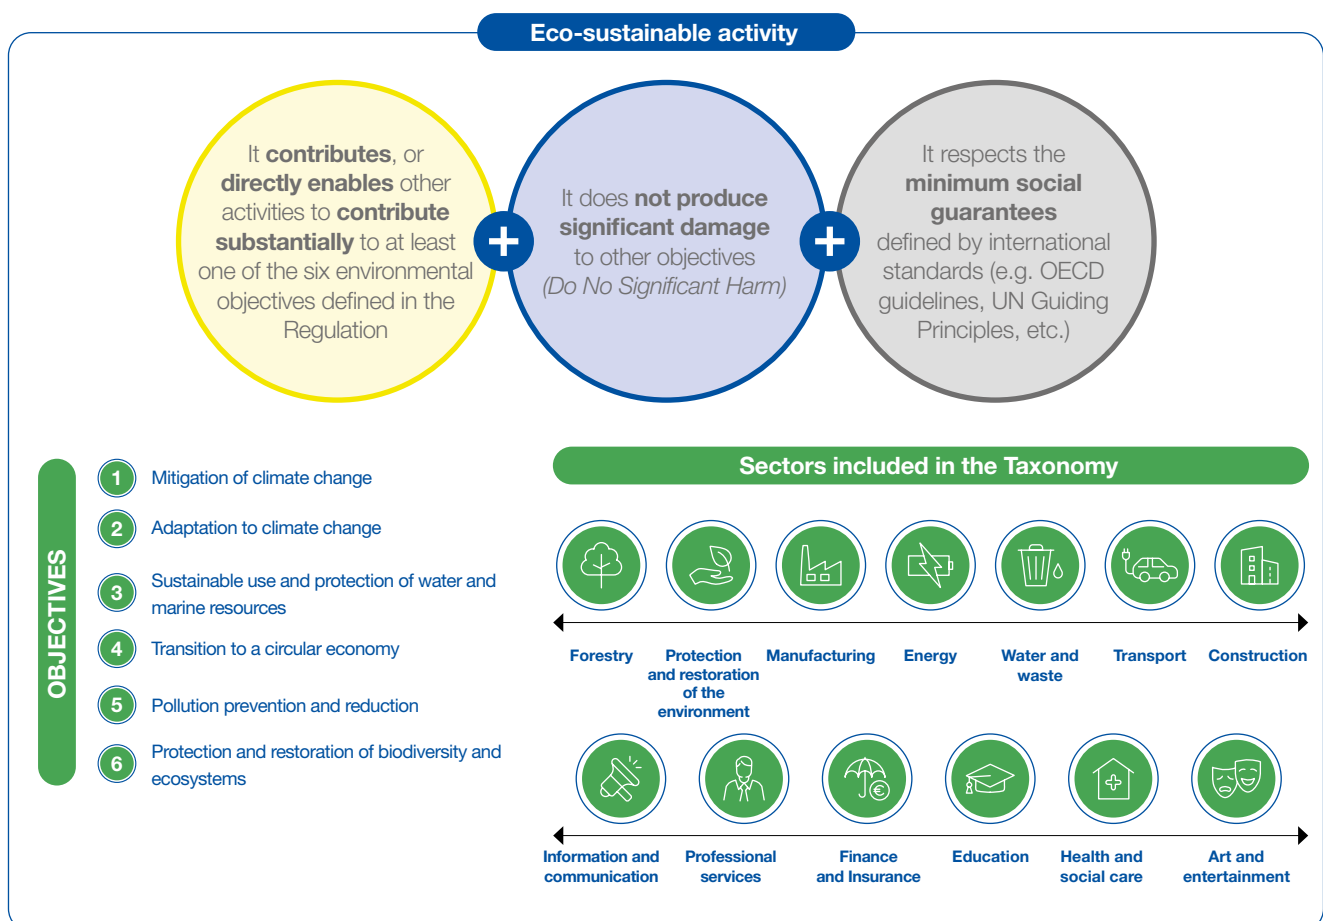 Eco-sustainable activity
It contributes, or
directly enables other
activities to contribute
substantially to at least
one of the six environmental
objectives defined in the
Regulation
+
It does not produce
significant damage
to other objectives
(Do No Significant Harm)
+
It respects the
minimum social
guarantees
defined by international
standards (e.g. OECD
guidelines, UN Guiding
Principles, etc.)
OBJECTIVES
1 Mitigation of climate change
2 Adaptation to climate change
3 Sustainable use and protection of water and
marine resources
4 Transition to a circular economy
5 Pollution prevention and reduction
6 Protection and restoration of biodiversity and
ecosystems
Sectors included in the Taxonomy
Forestry
Protection
and restoration
of the
environment
Manufacturing
Energy
Water and
waste
Transport
Construction
€
Information and
communication
Professional
services
Finance
and Insurance
Education
Health and
social care
Art and
entertainment